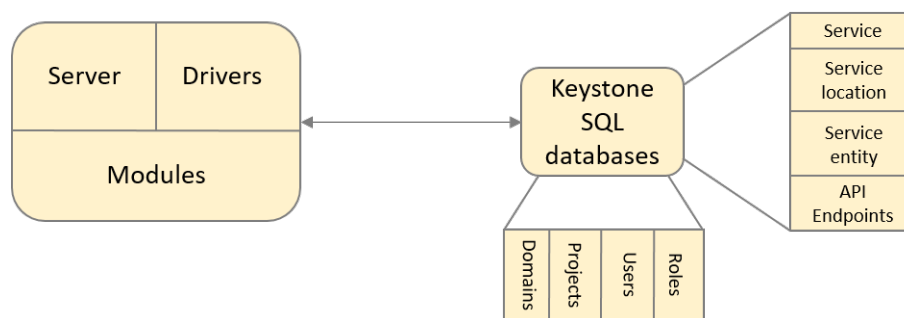 Server
Drivers
Modules
Keystone
SQL
databases
Service
Service
location
Service
entity
API
Endpoints
Domains
Projects
Users
Roles